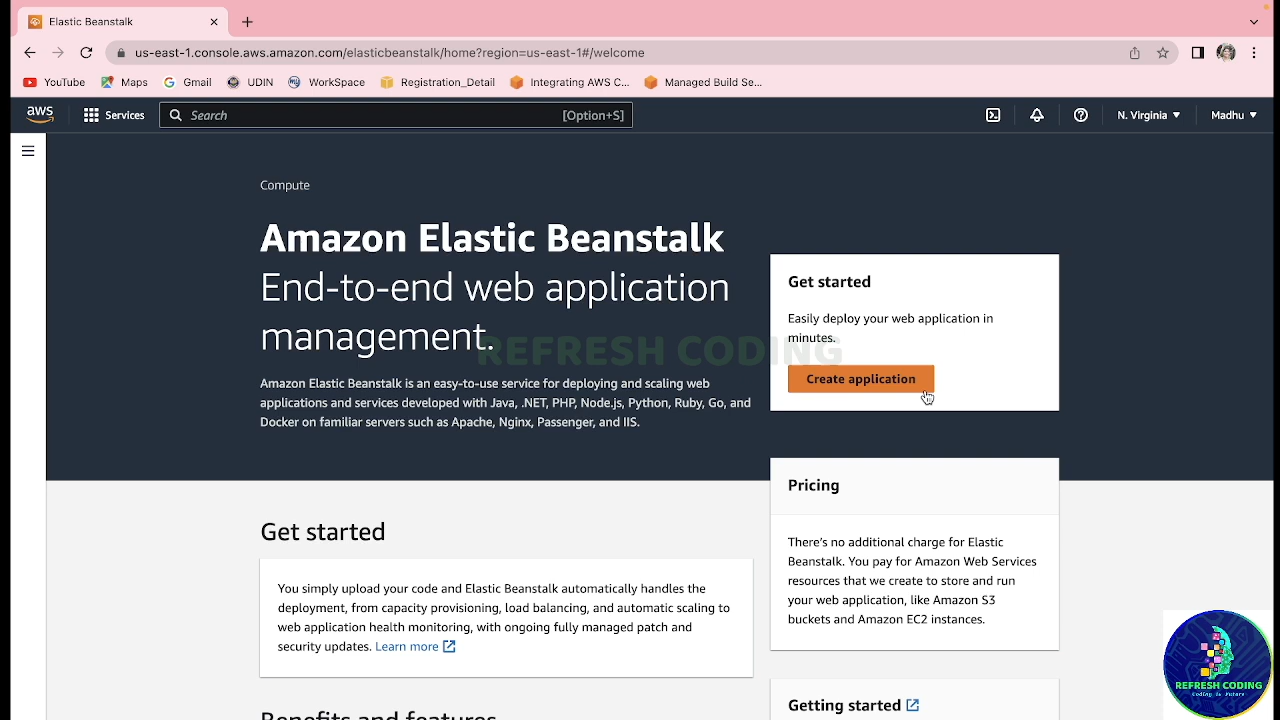 Elastic Beanstalk
us-east-1.console.aws.amazon.com/elasticbeanstalk/home?region=us-east-1#/welcome
YouTube
Maps
Gmail
UDIN
WorkSpace
Registration_Detail
Integrating AWS C...
Managed Build Se...
aws
Services
Search
[Option+S]
N. Virginia
Madhu
Compute
Amazon Elastic Beanstalk
End-to-end web application
management.
Amazon Elastic Beanstalk is an easy-to-use service for deploying and scaling web
applications and services developed with Java, .NET, PHP, Node.js, Python, Ruby, Go, and
Docker on familiar servers such as Apache, Nginx, Passenger, and IIS.
Get started
Easily deploy your web application in
minutes.
Create application
REFRESH CODING
Pricing
There's no additional charge for Elastic
Beanstalk. You pay for Amazon Web Services
resources that we create to store and run
your web application, like Amazon S3
buckets and Amazon EC2 instances.
Get started
You simply upload your code and Elastic Beanstalk automatically handles the
deployment, from capacity provisioning, load balancing, and automatic scaling to
web application health monitoring, with ongoing fully managed patch and
security updates. Learn more
Benefits and features
Getting started
REFRESH CODING
Coding is Future